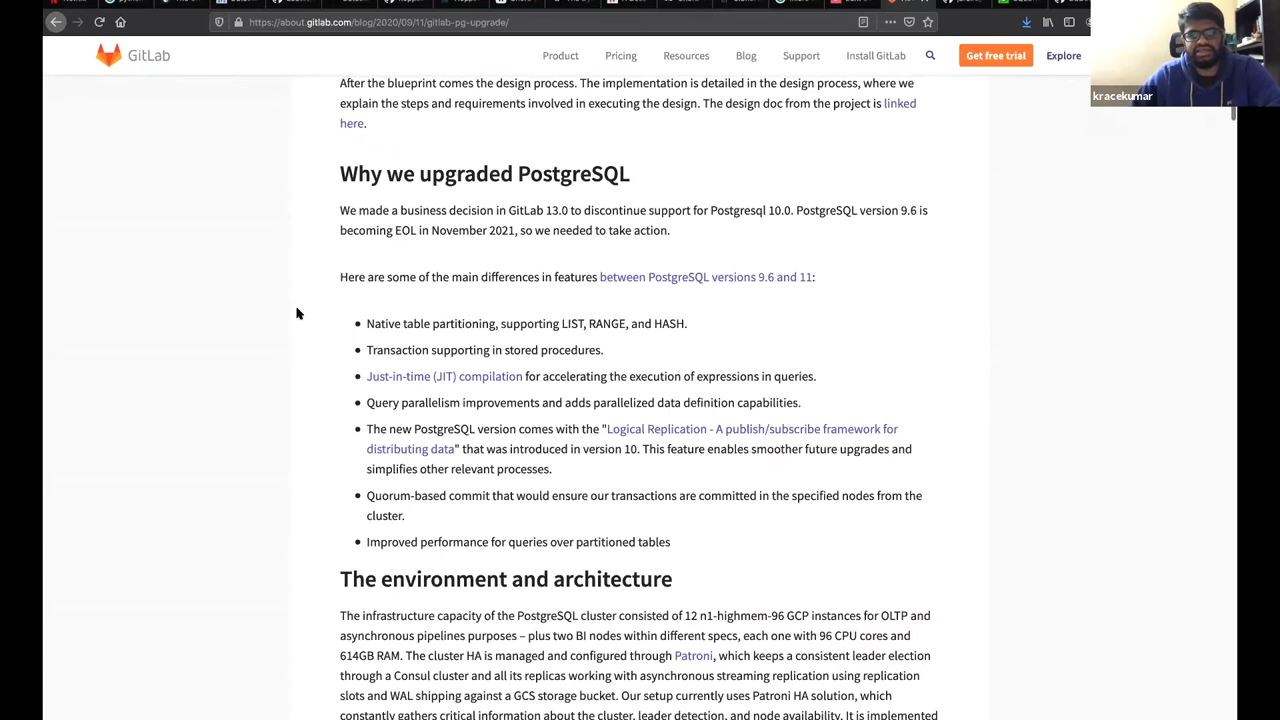 https://about.gitlab.com/blog/2020/09/11/gitlab-pg-upgrade/
GitLab
Product
Pricing
Resources
Blog
Support
Install GitLab
Get free trial
Explore
kracekumar
After the blueprint comes the design process. The implementation is detailed in the design process, where we
explain the steps and requirements involved in executing the design. The design doc from the project is linked
here.
Why we upgraded PostgreSQL
We made a business decision in GitLab 13.0 to discontinue support for Postgresql 10.0. PostgreSQL version 9.6 is
becoming EOL in November 2021, so we needed to take action.
Here are some of the main differences in features between PostgreSQL versions 9.6 and 11:
• Native table partitioning, supporting LIST, RANGE, and HASH.
• Transaction supporting in stored procedures.
• Just-in-time (JIT) compilation for accelerating the execution of expressions in queries.
• Query parallelism improvements and adds parallelized data definition capabilities.
• The new PostgreSQL version comes with the "Logical Replication - A publish/subscribe framework for
distributing data" that was introduced in version 10. This feature enables smoother future upgrades and
simplifies other relevant processes.
• Quorum-based commit that would ensure our transactions are committed in the specified nodes from the
cluster.
• Improved performance for queries over partitioned tables
The environment and architecture
The infrastructure capacity of the PostgreSQL cluster consisted of 12 n1-highmem-96 GCP instances for OLTP and
asynchronous pipelines purposes – plus two BI nodes within different specs, each one with 96 CPU cores and
614GB RAM. The cluster HA is managed and configured through Patroni, which keeps a consistent leader election
through a Consul cluster and all its replicas working with asynchronous streaming replication using replication
slots and WAL shipping against a GCS storage bucket. Our setup currently uses Patroni HA solution, which
constantly gathers critical information about the cluster, leader detection, and node availability. It is implemented